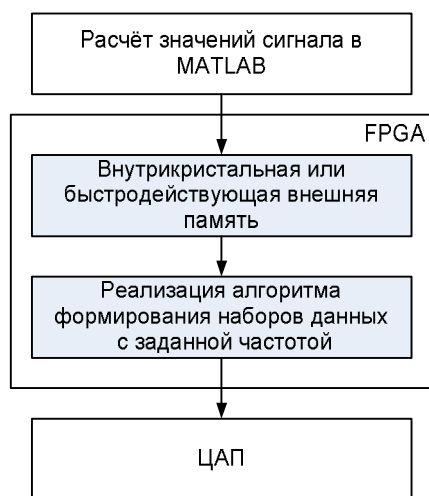 Расчёт значений сигнала в
MATLAB
FPGA
Внутрикристальная или
быстродействующая внешняя
память
Реализация алгоритма
формирования наборов данных
с заданной частотой
ЦАП